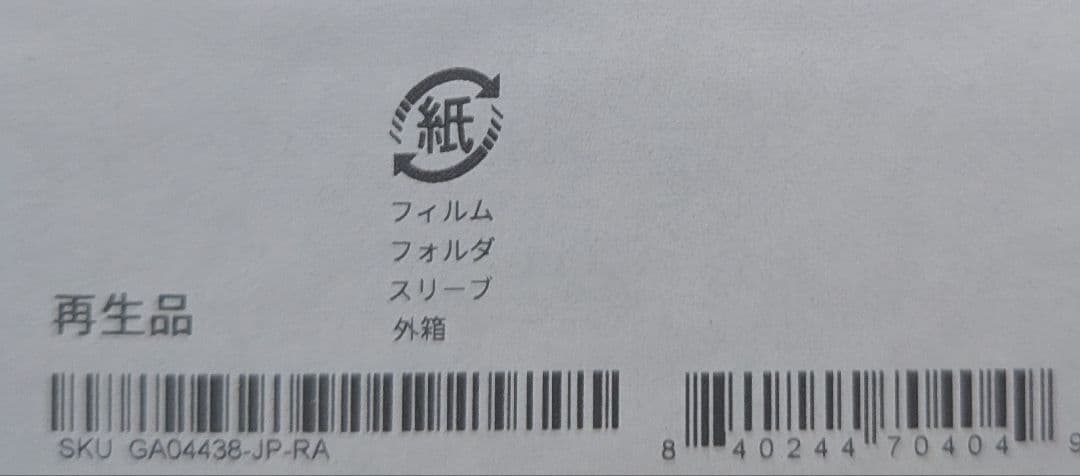 紙
フィルム
フォルダ
スリーブ
外箱
再生品
SKU GA04438-JP-RA
8 40244 70404 9